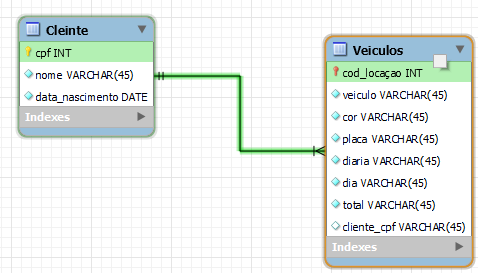 Cleinte
cpf INT
nome VARCHAR(45)
data_nascimento DATE
Indexes
Veiculos
cod_locaçao INT
veiculo VARCHAR(45)
cor VARCHAR(45)
placa VARCHAR(45)
diaria VARCHAR(45)
dia VARCHAR(45)
total VARCHAR(45)
cliente_cpf VARCHAR(45)
Indexes